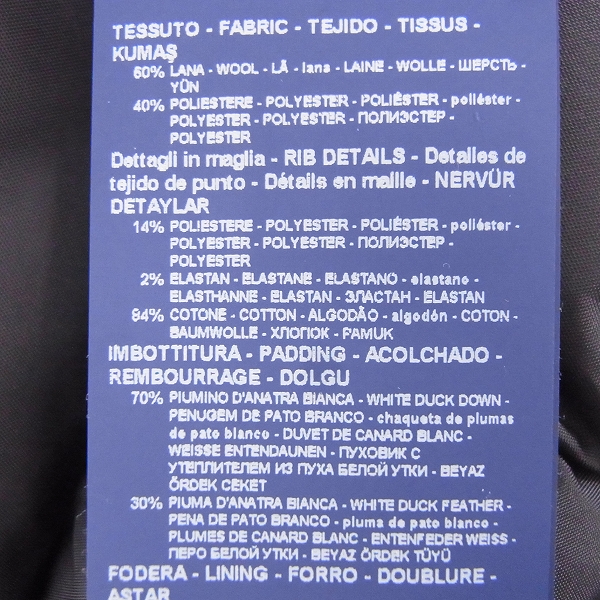 TESSUTO - FABRIC - TEJIDO - TISSUS -
KUMAŞ
60% LANA - WOOL - LÃ - lana - LAINE - WOLLE - ШЕРСТЬ -
YÜN
40% POLIESTERE - POLYESTER - POLIÉSTER - poliéster -
POLYESTER - POLYESTER - ПОЛИЭСТЕР -
POLYESTER
Dettagli in maglia - RIB DETAILS - Detalles de
tejido de punto - Détails en maille - NERVÜR
DETAYLAR
14% POLIESTERE - POLYESTER - POLIÉSTER - poliéster -
POLYESTER - POLYESTER - ПОЛИЭСТЕР -
POLYESTER
2% ELASTAN - ELASTANE - ELASTANO - elastano -
ELASTHANNE - ELASTAN - ЭЛАСТАН - ELASTAN
84% COTONE - COTTON - ALGODÃO - algodón - COTON -
BAUMWOLLE - ХЛОПОК - PAMUK
IMBOTTITURA - PADDING - ACOLCHADO -
REMBOURRAGE - DOLGU
70% PIUMINO D'ANATRA BIANCA - WHITE DUCK DOWN -
PENUGEM DE PATO BRANCO - chaqueta de plumas
de pato blanco - DUVET DE CANARD BLANC -
WEISSE ENTENDAUNEN - ПУХОВИК С
УТЕПЛИТЕЛЕМ ИЗ ПУХА БЕЛОЙ УТКИ - BEYAZ
ÖRDEK CEKET
30% PIUMA D'ANATRA BIANCA - WHITE DUCK FEATHER -
PENA DE PATO BRANCO - pluma de pato blanco -
PLUMES DE CANARD BLANC - ENTENFEDER WEISS -
ПЕРО БЕЛОЙ УТКИ - BEYAZ ÖRDEK TÜYÜ
FODERA - LINING - FORRO - DOUBLURE -
ASTAR